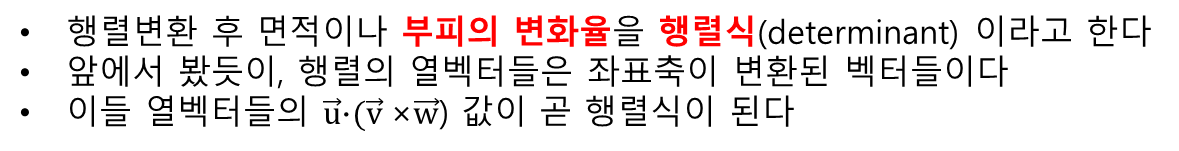 • 행렬변환 후 면적이나 부피의 변화율을 행렬식(determinant) 이라고 한다
• 앞에서 봤듯이, 행렬의 열벡터들은 좌표축이 변환된 벡터들이다
• 이들 열벡터들의 u⃗·(v⃗ ×w⃗) 값이 곧 행렬식이 된다